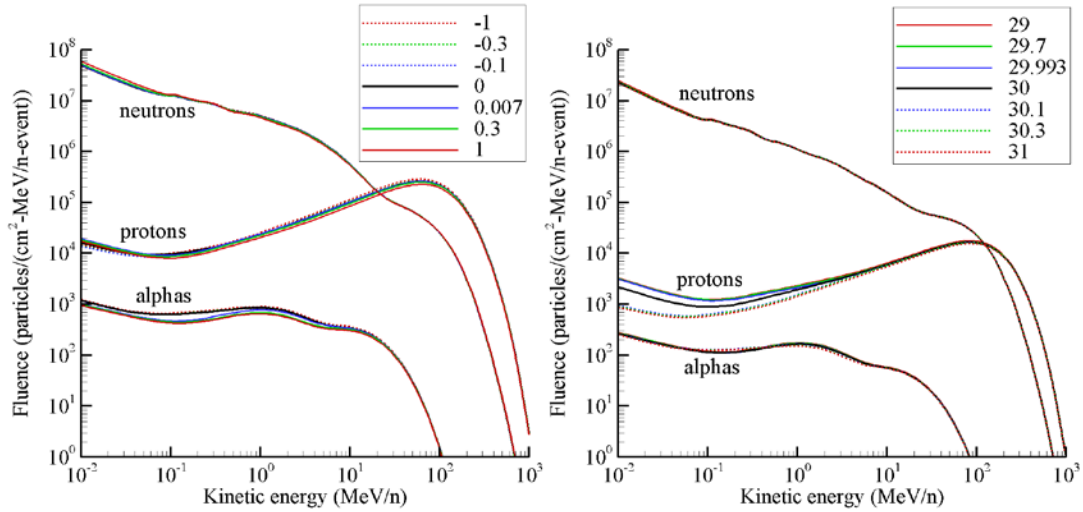 -1
-0.3
-0.1
0
0.007
0.3
1
10⁸
10⁷
10⁶
10⁵
10⁴
10³
10²
10¹
10⁰
Fluence (particles/(cm²-MeV/n-event))
neutrons
protons
alphas
10⁻² 10⁻¹ 10⁰ 10¹ 10² 10³
Kinetic energy (MeV/n)
29
29.7
29.993
30
30.1
30.3
31
10⁸
10⁷
10⁶
10⁵
10⁴
10³
10²
10¹
10⁰
Fluence (particles/(cm²-MeV/n-event))
neutrons
protons
alphas
10⁻² 10⁻¹ 10⁰ 10¹ 10² 10³
Kinetic energy (MeV/n)